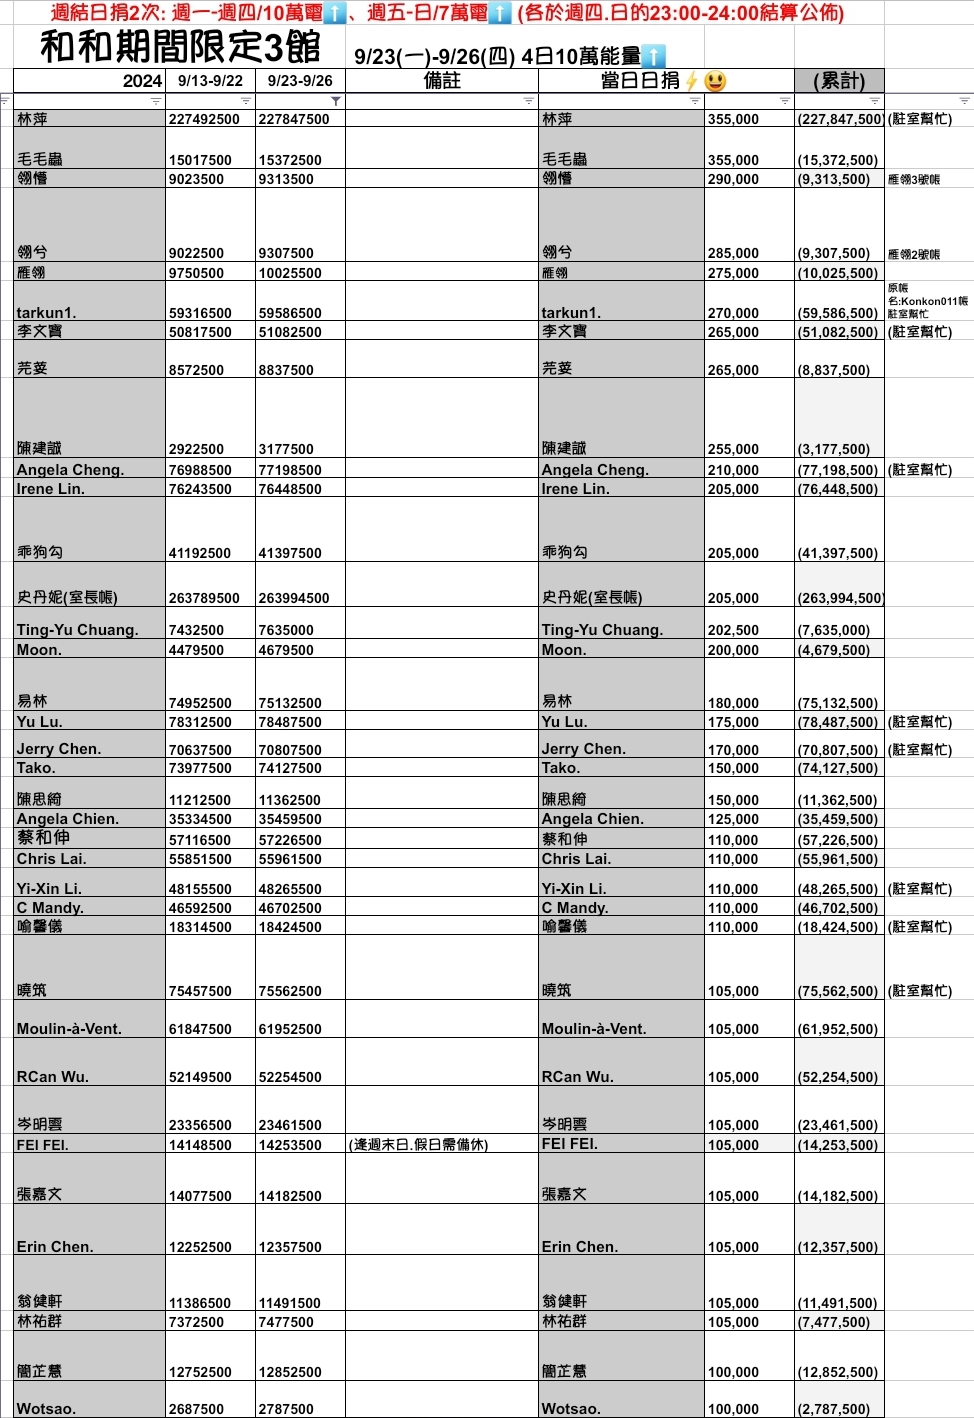 週結日捐2次: 週一-週四/10萬電⬆️、週五-日/7萬電⬆️ (各於週四.日的23:00-24:00結算公佈)
和和期間限定3館 9/23(一)-9/26(四) 4日10萬能量⬆️
2024 9/13-9/22 9/23-9/26 備註 當日日捐⚡😃 (累計)
林萍 227492500 227847500 林萍 355,000 (227,847,500) (駐室幫忙)
毛毛蟲 15017500 15372500 毛毛蟲 355,000 (15,372,500)
翎懵 9023500 9313500 翎懵 290,000 (9,313,500) 雁翎3號帳
翎兮 9022500 9307500 翎兮 285,000 (9,307,500) 雁翎2號帳
雁翎 9750500 10025500 雁翎 275,000 (10,025,500)
原帳
名:Konkon011帳
tarkun1. 59316500 59586500 tarkun1. 270,000 (59,586,500) 駐室幫忙
李文寶 50817500 51082500 李文寶 265,000 (51,082,500) (駐室幫忙)
芫荽 8572500 8837500 芫荽 265,000 (8,837,500)
陳建誠 2922500 3177500 陳建誠 255,000 (3,177,500)
Angela Cheng. 76988500 77198500 Angela Cheng. 210,000 (77,198,500) (駐室幫忙)
Irene Lin. 76243500 76448500 Irene Lin. 205,000 (76,448,500)
乖狗勾 41192500 41397500 乖狗勾 205,000 (41,397,500)
史丹妮(室長帳) 263789500 263994500 史丹妮(室長帳) 205,000 (263,994,500)
Ting-Yu Chuang. 7432500 7635000 Ting-Yu Chuang. 202,500 (7,635,000)
Moon. 4479500 4679500 Moon. 200,000 (4,679,500)
易林 74952500 75132500 易林 180,000 (75,132,500)
Yu Lu. 78312500 78487500 Yu Lu. 175,000 (78,487,500) (駐室幫忙)
Jerry Chen. 70637500 70807500 Jerry Chen. 170,000 (70,807,500) (駐室幫忙)
Tako. 73977500 74127500 Tako. 150,000 (74,127,500)
陳思綺 11212500 11362500 陳思綺 150,000 (11,362,500)
Angela Chien. 35334500 35459500 Angela Chien. 125,000 (35,459,500)
蔡和伸 57116500 57226500 蔡和伸 110,000 (57,226,500)
Chris Lai. 55851500 55961500 Chris Lai. 110,000 (55,961,500)
Yi-Xin Li. 48155500 48265500 Yi-Xin Li. 110,000 (48,265,500) (駐室幫忙)
C Mandy. 46592500 46702500 C Mandy. 110,000 (46,702,500)
喻馨儀 18314500 18424500 喻馨儀 110,000 (18,424,500) (駐室幫忙)
曉筑 75457500 75562500 曉筑 105,000 (75,562,500) (駐室幫忙)
Moulin-à-Vent. 61847500 61952500 Moulin-à-Vent. 105,000 (61,952,500)
RCan Wu. 52149500 52254500 RCan Wu. 105,000 (52,254,500)
岑明雲 23356500 23461500 岑明雲 105,000 (23,461,500)
FEI FEI. 14148500 14253500 (逢週末日.假日需備休) FEI FEI. 105,000 (14,253,500)
張嘉文 14077500 14182500 張嘉文 105,000 (14,182,500)
Erin Chen. 12252500 12357500 Erin Chen. 105,000 (12,357,500)
翁健軒 11386500 11491500 翁健軒 105,000 (11,491,500)
林祐群 7372500 7477500 林祐群 105,000 (7,477,500)
簡芷慧 12752500 12852500 簡芷慧 100,000 (12,852,500)
Wotsao. 2687500 2787500 Wotsao. 100,000 (2,787,500)